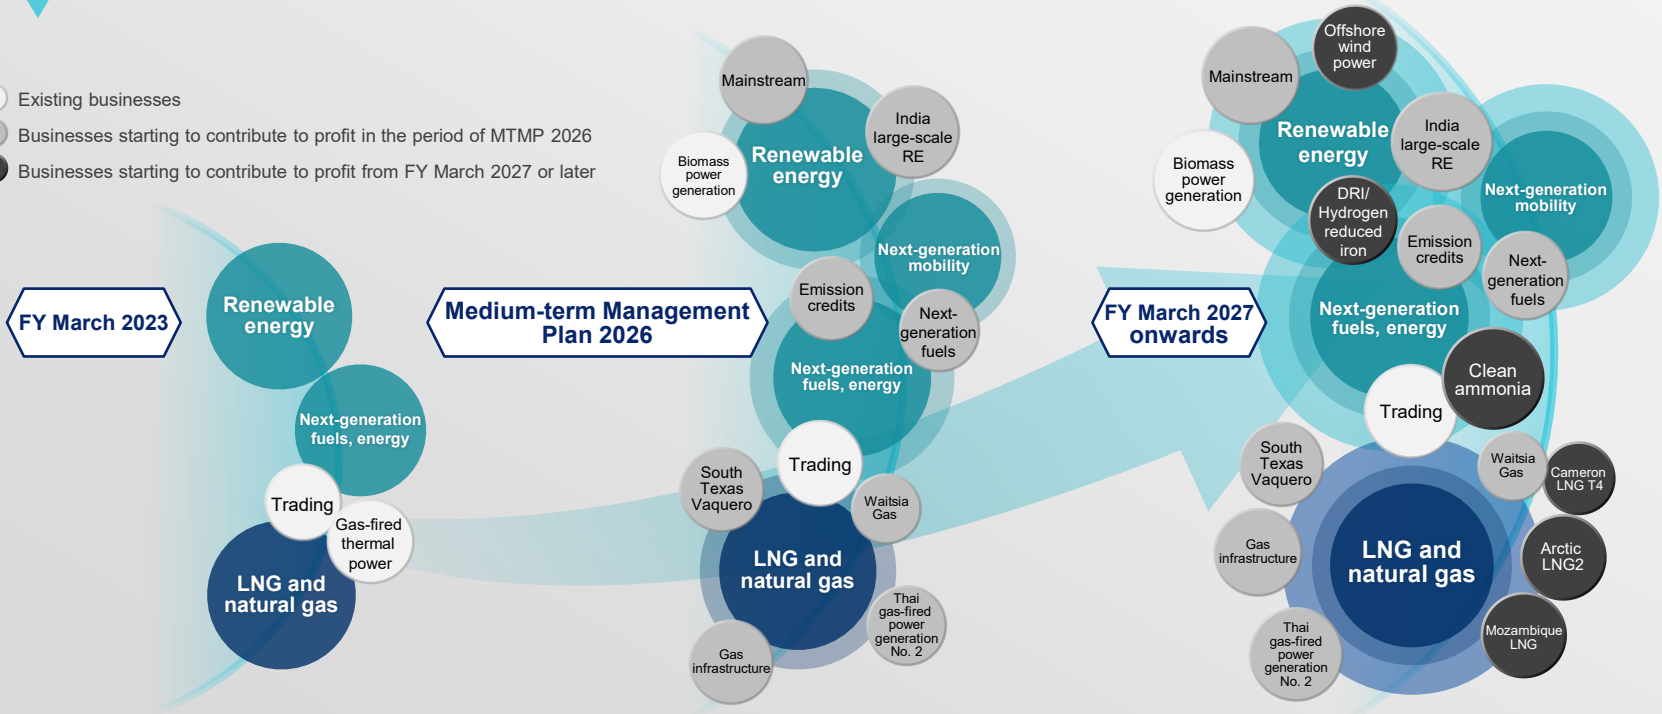 Existing businesses
Businesses starting to contribute to profit in the period of MTMP 2026
Businesses starting to contribute to profit from FY March 2027 or later
FY March 2023
Renewable
energy
Next-generation
fuels, energy
Trading
Gas-fired
thermal
power
LNG and
natural gas
Medium-term Management
Plan 2026
Mainstream
India
large-scale
RE
Biomass
power
generation
Renewable
energy
Next-generation
mobility
Emission
credits
Next-
generation
fuels
Next-generation
fuels, energy
Trading
South
Texas
Vaquero
Waitsia
Gas
LNG and
natural gas
Thai
gas-fired
power
generation
No. 2
Gas
infrastructure
FY March 2027
onwards
Offshore
wind
power
Mainstream
Renewable
energy
India
large-scale
RE
Biomass
power
generation
Next-generation
mobility
DRI/
Hydrogen
reduced
iron
Emission
credits
Next-
generation
fuels
Next-generation
fuels, energy
Clean
ammonia
Trading
South
Texas
Vaquero
Waitsia
Gas
Cameron
LNG T4
Gas
infrastructure
LNG and
natural gas
Arctic
LNG2
Thai
gas-fired
power
generation
No. 2
Mozambique
LNG